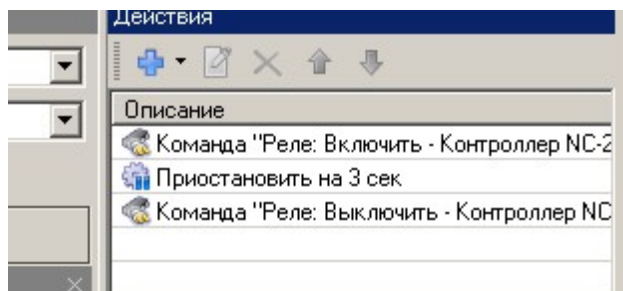 Действия
Описание
Команда "Реле: Включить - Контроллер NC-2
Приостановить на 3 сек
Команда "Реле: Выключить - Контроллер NC